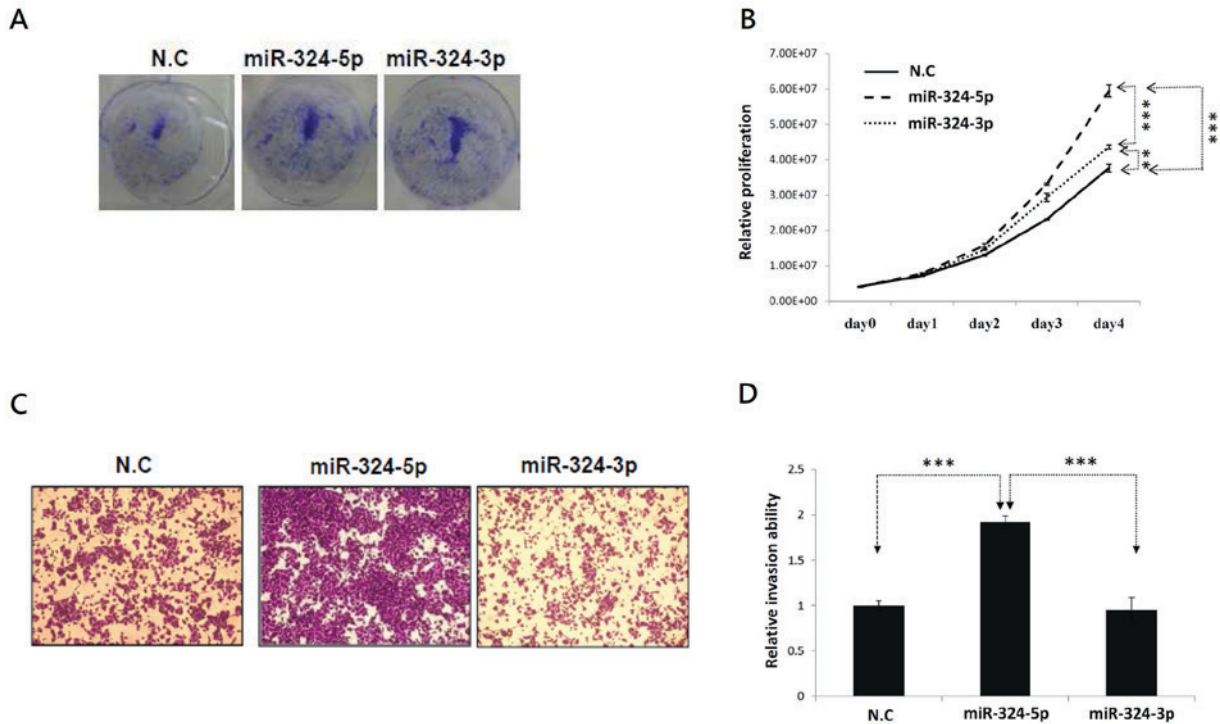 A
N.C miR-324-5p miR-324-3p
B
7.00E+07
6.00E+07
5.00E+07
4.00E+07
3.00E+07
2.00E+07
1.00E+07
0.00E+00
Relative proliferation
N.C
miR-324-5p
miR-324-3p
***
**
***
day0 day1 day2 day3 day4
C
N.C miR-324-5p miR-324-3p
D
2.5
2
1.5
1
0.5
0
Relative invasion ability
*** ***
N.C miR-324-5p miR-324-3p